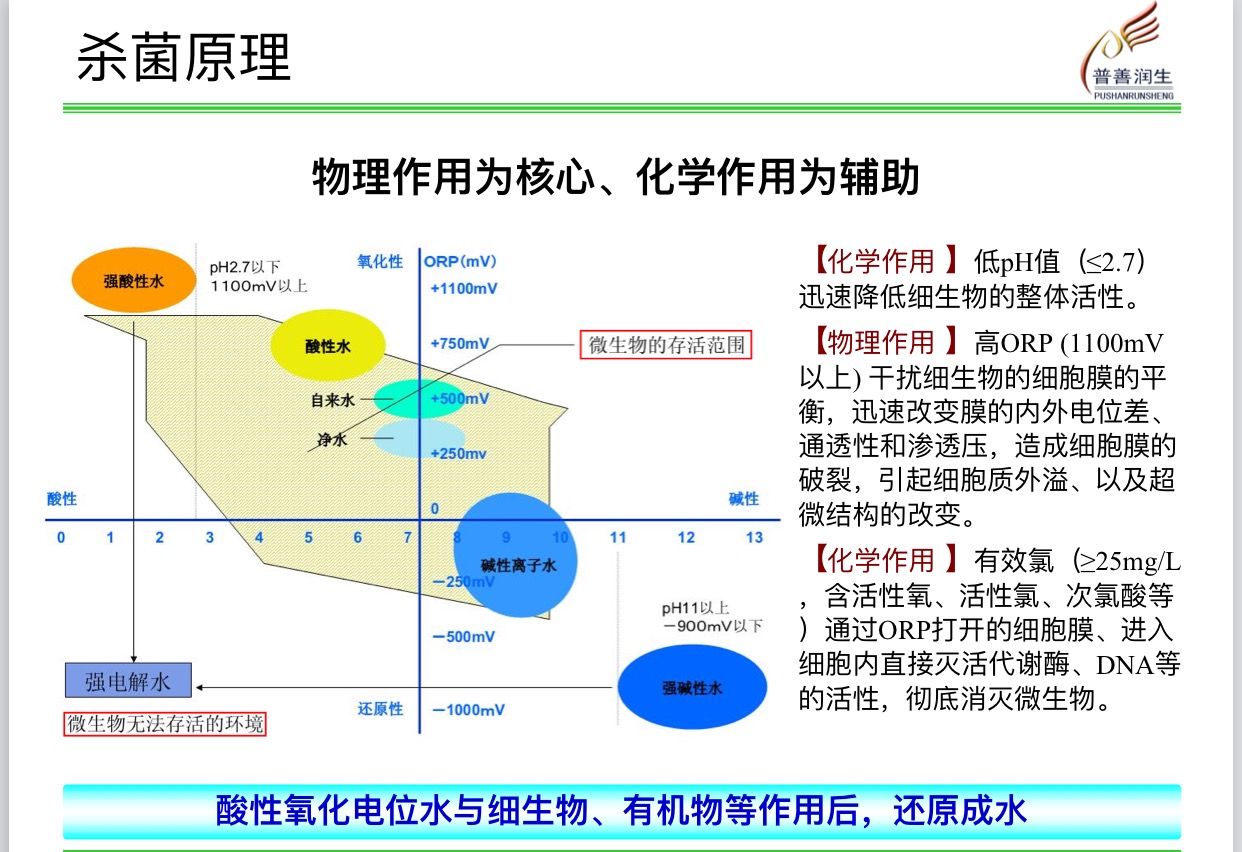 杀菌原理
普善润生
PUSHANRUNSHENG
物理作用为核心、化学作用为辅助
强酸性水
pH2.7以下
1100mV以上
氧化性
ORP(mV)
+1100mV
酸性水
+750mV
微生物的存活范围
自来水
+500mV
净水
+250mv
酸性
碱性
0
0 1 2 3 4 5 6 7 8 9 10 11 12 13
碱性离子水
－250mV
pH11以上
－900mV以下
－500mV
强电解水
强碱性水
微生物无法存活的环境
还原性
－1000mV
【化学作用 】低pH值（≤2.7）
迅速降低细生物的整体活性。
【物理作用 】高ORP (1100mV
以上) 干扰细生物的细胞膜的平
衡，迅速改变膜的内外电位差、
通透性和渗透压，造成细胞膜的
破裂，引起细胞质外溢、以及超
微结构的改变。
【化学作用 】有效氯（≥25mg/L
，含活性氧、活性氯、次氯酸等
）通过ORP打开的细胞膜、进入
细胞内直接灭活代谢酶、DNA等
的活性，彻底消灭微生物。
酸性氧化电位水与细生物、有机物等作用后，还原成水